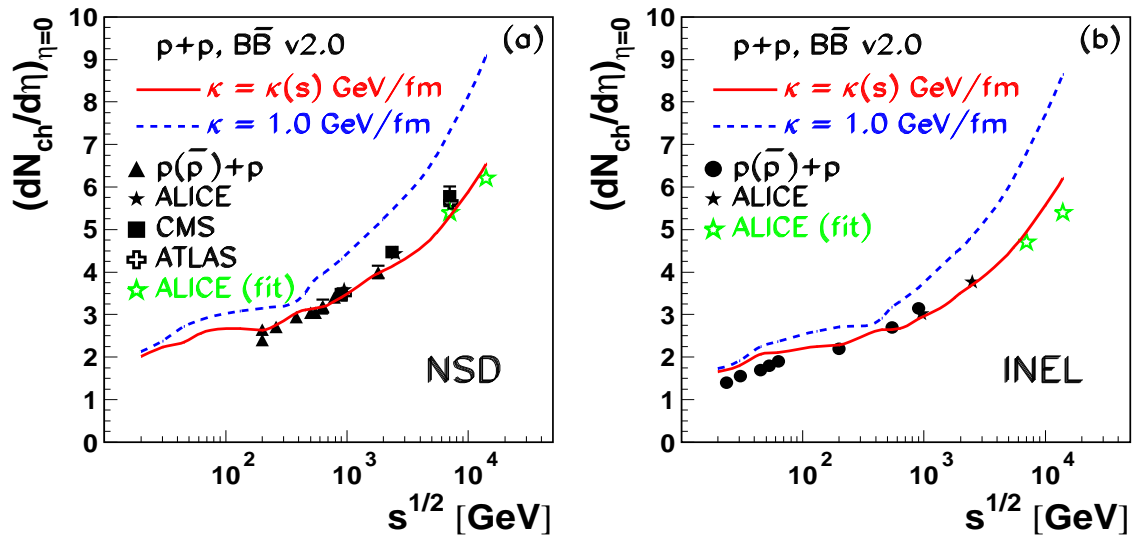 (dN_ch/dη)_η=0
10
9
8
7
6
5
4
3
2
1
0
p+p, BB̅ v2.0
(a)
κ = κ(s) GeV/fm
κ = 1.0 GeV/fm
p(p̅)+p
ALICE
CMS
ATLAS
ALICE (fit)
NSD
10^2
10^3
10^4
s^1/2 [GeV]
(dN_ch/dη)_η=0
10
9
8
7
6
5
4
3
2
1
0
p+p, BB̅ v2.0
(b)
κ = κ(s) GeV/fm
κ = 1.0 GeV/fm
p(p̅)+p
ALICE
ALICE (fit)
INEL
10^2
10^3
10^4
s^1/2 [GeV]